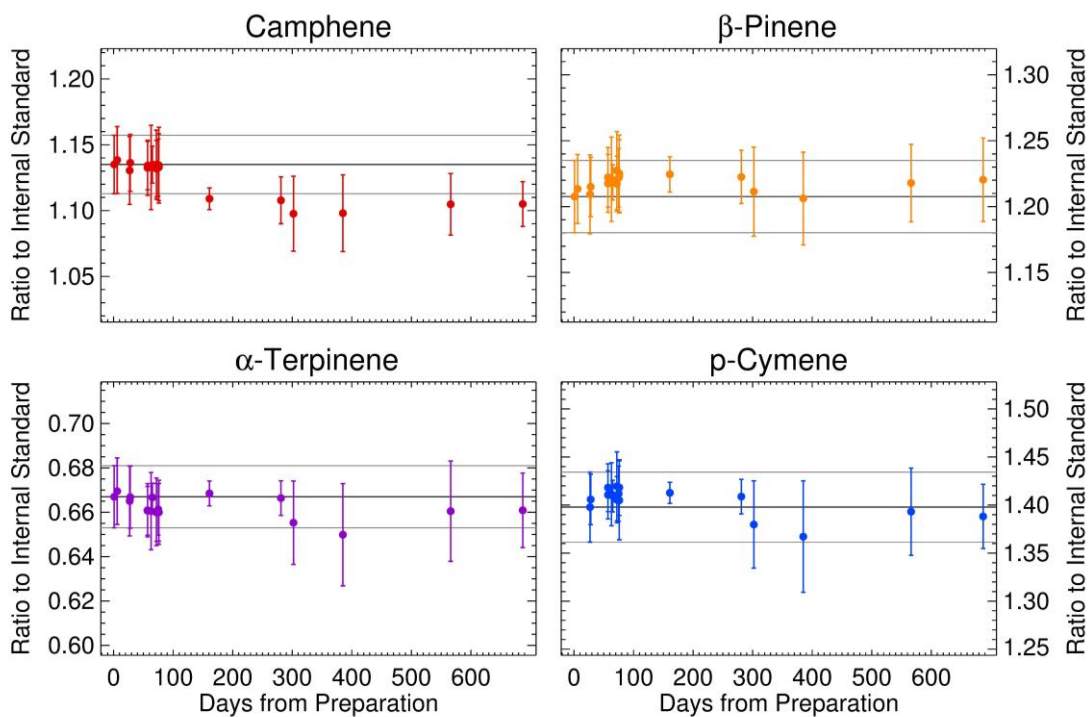 Camphene
β-Pinene
Ratio to Internal Standard
1.20
1.15
1.10
1.05
1.30
1.25
1.20
1.15
Ratio to Internal Standard
α-Terpinene
p-Cymene
Ratio to Internal Standard
0.70
0.68
0.66
0.64
0.62
0.60
1.50
1.45
1.40
1.35
1.30
1.25
Ratio to Internal Standard
0 100 200 300 400 500 600
0 100 200 300 400 500 600
Days from Preparation
Days from Preparation